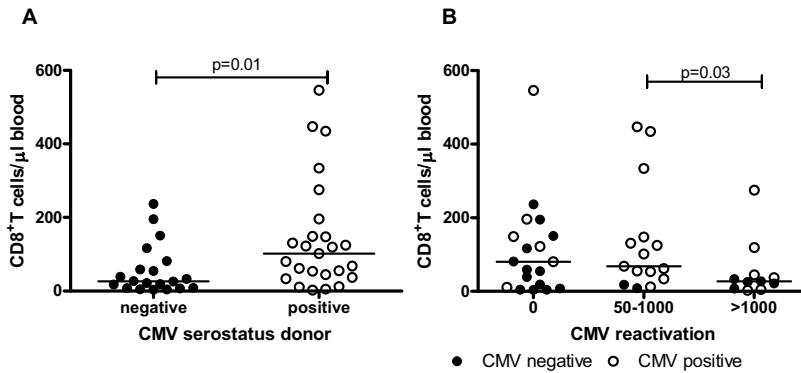 A
B
p=0.01
p=0.03
CD8⁺T cells/μl blood
600
400
200
0
negative
positive
CMV serostatus donor
CD8⁺T cells/μl blood
600
400
200
0
0
50-1000
>1000
CMV reactivation
● CMV negative ○ CMV positive